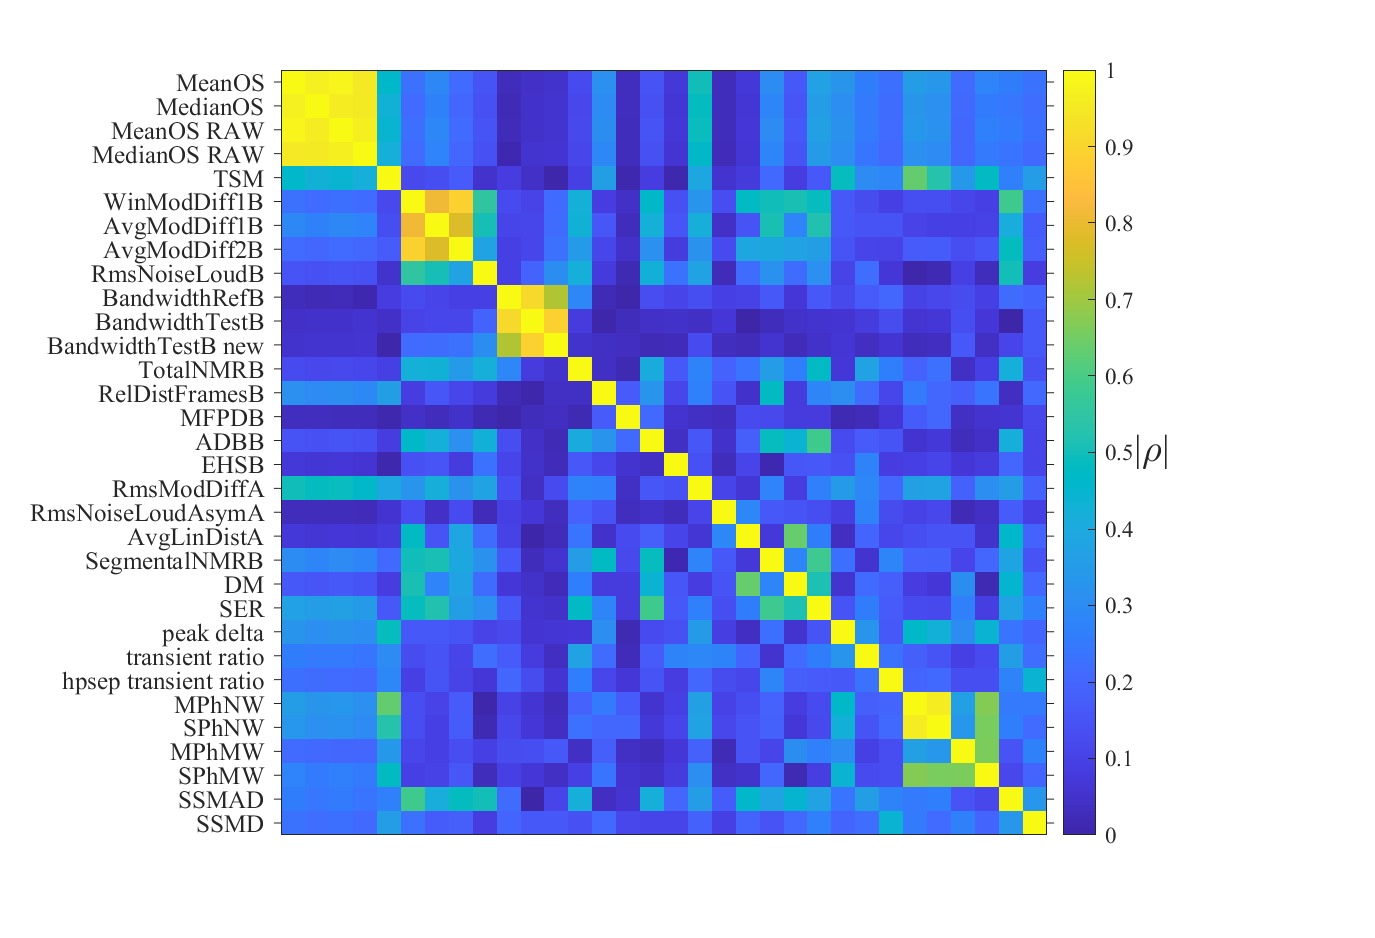 MeanOS
MedianOS
MeanOS RAW
MedianOS RAW
TSM
WinModDiff1B
AvgModDiff1B
AvgModDiff2B
RmsNoiseLoudB
BandwidthRefB
BandwidthTestB
BandwidthTestB new
TotalNMRB
RelDistFramesB
MFPDB
ADBB
EHSB
RmsModDiffA
RmsNoiseLoudAsymA
AvgLinDistA
SegmentalNMRB
DM
SER
peak delta
transient ratio
hpsep transient ratio
MPhNW
SPhNW
MPhMW
SPhMW
SSMAD
SSMD
1
0.9
0.8
0.7
0.6
0.5
0.4
0.3
0.2
0.1
0
|ρ|